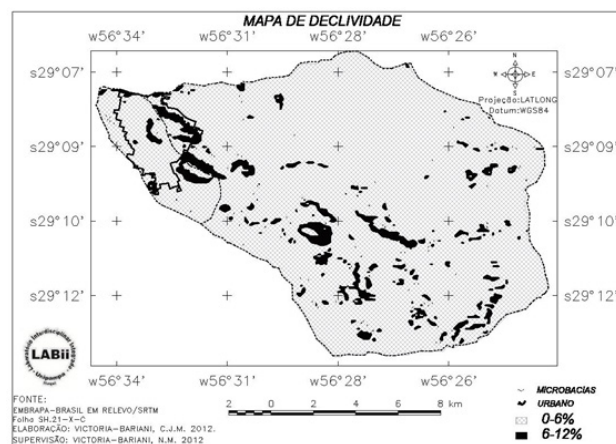 MAPA DE DECLIVIDADE
w56°34' w56°31' w56°28' w56°26'
s29°07' s29°07'
N
W E
S
Projeção:LATLONG
Datum:WGS84
s29°09' s29°09'
s29°10' s29°10'
s29°12' s29°12'
w56°34' w56°31' w56°28' w56°26'
LABii
FONTE:
EMBRAPA-BRASIL EM RELEVO/SRTM
Folha SH.21-X-C
ELABORAÇÃO: VICTORIA-BARIANI, C.J.M. 2012.
SUPERVISÃO: VICTORIA-BARIANI, N.M. 2012
2 0 2 4 6 8 km
MICROBACIAS
URBANO
0-6%
6-12%